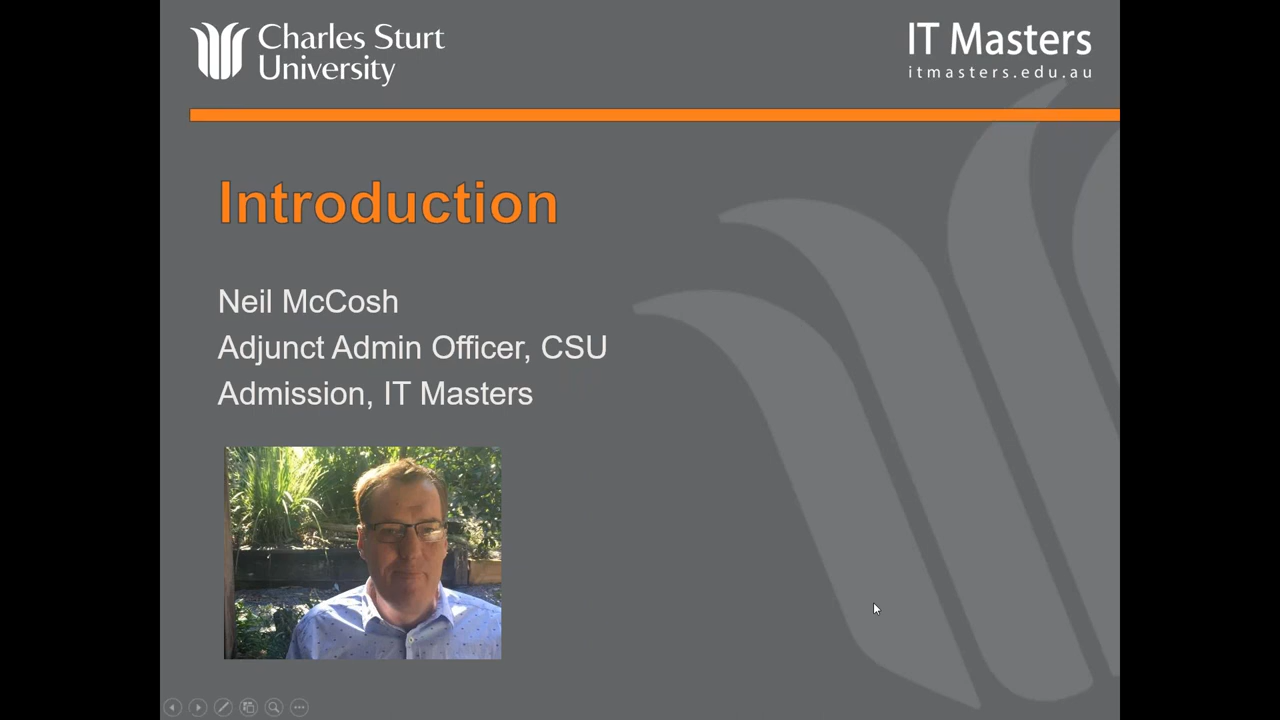 Charles Sturt
University
IT Masters
itmasters.edu.au
Introduction
Neil McCosh
Adjunct Admin Officer, CSU
Admission, IT Masters